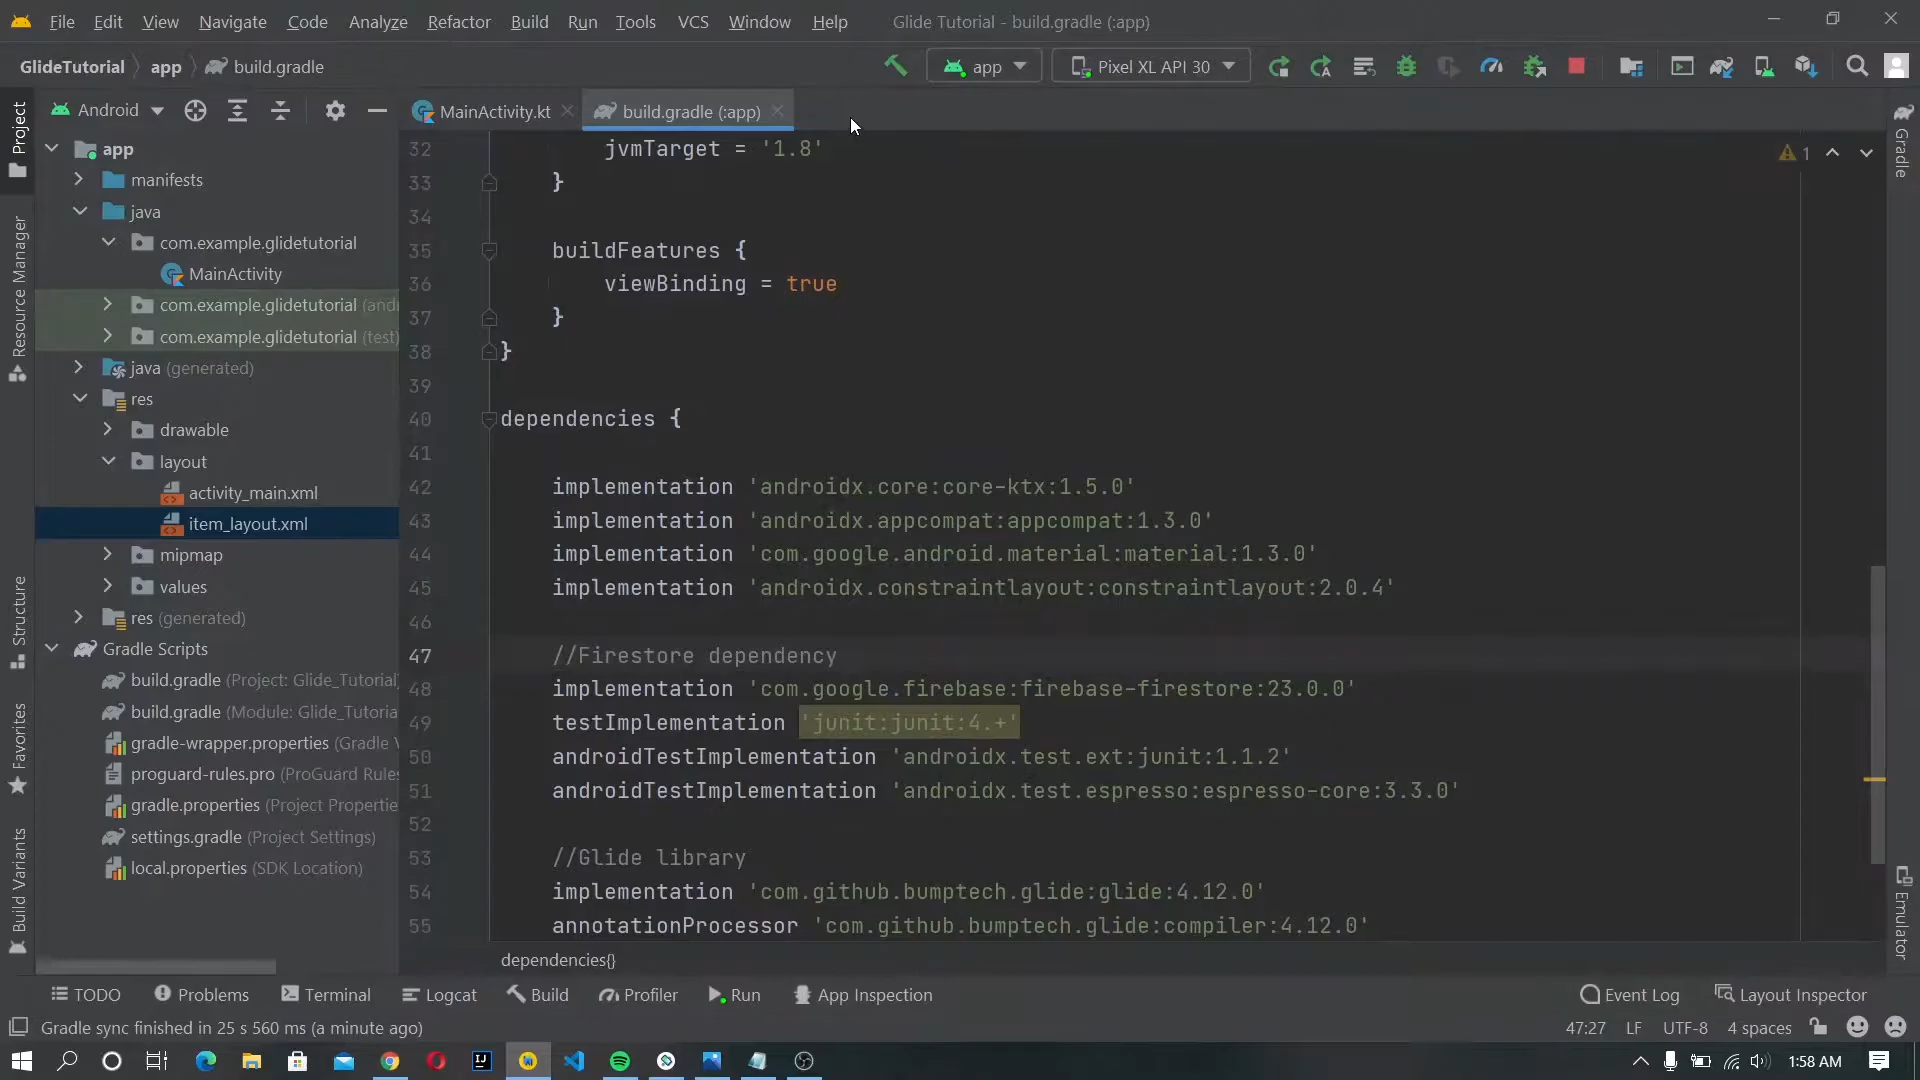 File Edit View Navigate Code Analyze Refactor Build Run Tools VCS Window Help Glide Tutorial - build.gradle (:app)
GlideTutorial app build.gradle
app Pixel XL API 30
Android
MainActivity.kt build.gradle (:app)
Project
Resource Manager
Structure
Favorites
Build Variants
app
manifests
java
com.example.glidetutorial
MainActivity
com.example.glidetutorial (andr
com.example.glidetutorial (test)
java (generated)
res
drawable
layout
activity_main.xml
item_layout.xml
mipmap
values
res (generated)
Gradle Scripts
build.gradle (Project: Glide_Tutorial)
build.gradle (Module: Glide_Tutoria
gradle-wrapper.properties (Gradle V
proguard-rules.pro (ProGuard Rules
gradle.properties (Project Propertie
settings.gradle (Project Settings)
local.properties (SDK Location)
32 jvmTarget = '1.8'
33 }
34
35 buildFeatures {
36 viewBinding = true
37 }
38 }
39
40 dependencies {
41
42 implementation 'androidx.core:core-ktx:1.5.0'
43 implementation 'androidx.appcompat:appcompat:1.3.0'
44 implementation 'com.google.android.material:material:1.3.0'
45 implementation 'androidx.constraintlayout:constraintlayout:2.0.4'
46
47 //Firestore dependency
48 implementation 'com.google.firebase:firebase-firestore:23.0.0'
49 testImplementation 'junit:junit:4.+'
50 androidTestImplementation 'androidx.test.ext:junit:1.1.2'
51 androidTestImplementation 'androidx.test.espresso:espresso-core:3.3.0'
52
53 //Glide library
54 implementation 'com.github.bumptech.glide:glide:4.12.0'
55 annotationProcessor 'com.github.bumptech.glide:compiler:4.12.0'
1
Gradle
Emulator
dependencies{}
TODO Problems Terminal Logcat Build Profiler Run App Inspection Event Log Layout Inspector
Gradle sync finished in 25 s 560 ms (a minute ago) 47:27 LF UTF-8 4 spaces
IJ
1:58 AM